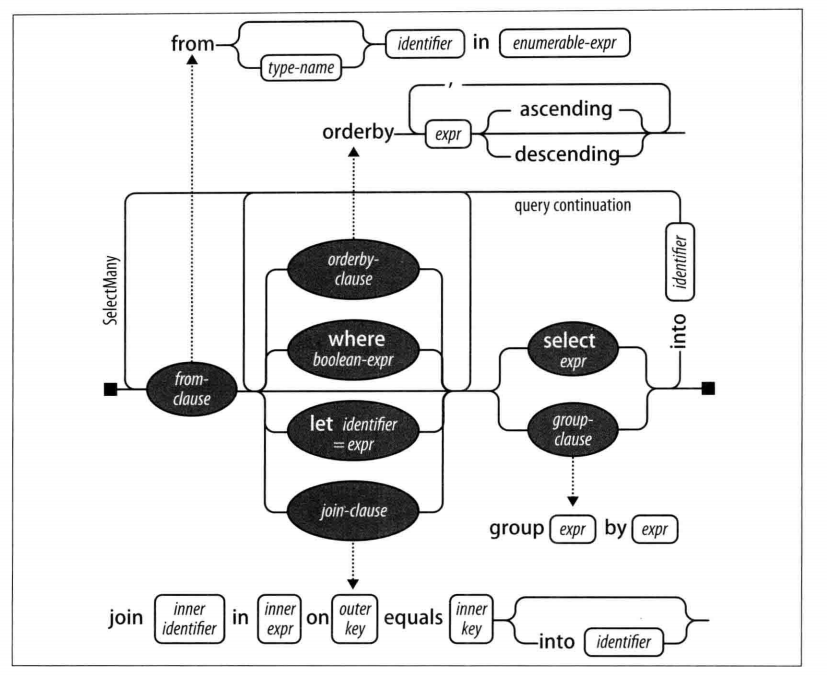 from identifier in enumerable-expr
type-name
,
ascending
orderby expr
descending
query continuation
SelectMany
identifier
into
orderby-
clause
where
boolean-expr
select
expr
from-
clause
let identifier
= expr
group-
clause
join-clause
group expr by expr
join inner identifier in inner expr on outer key equals inner key
into identifier